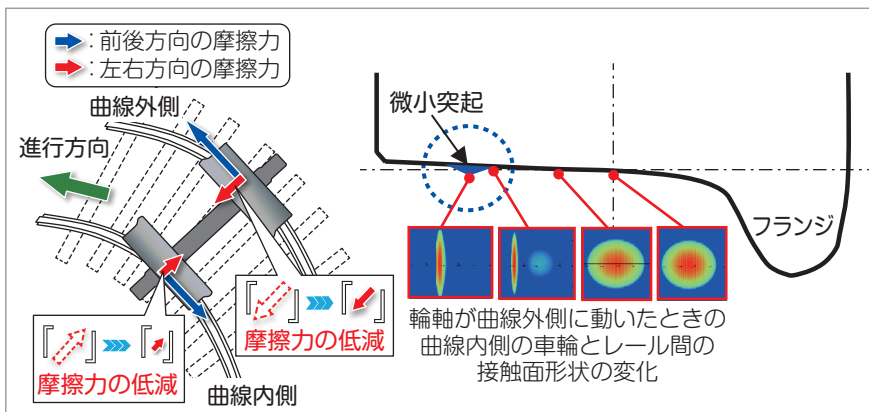 ：前後方向の摩擦力
：左右方向の摩擦力
曲線外側
進行方向
『　』 『　』
摩擦力の低減
『　』 『　』
摩擦力の低減
曲線内側
微小突起
フランジ
輪軸が曲線外側に動いたときの
曲線内側の車輪とレール間の
接触面形状の変化